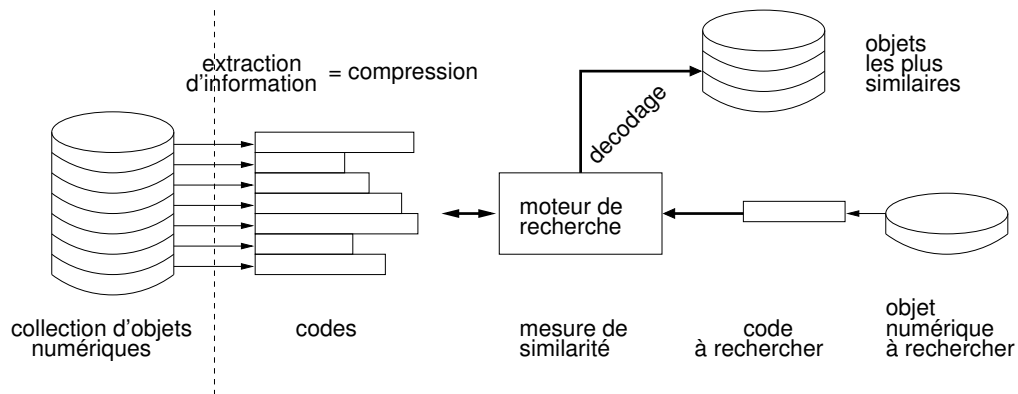 extraction
d'information = compression
objets
les plus
similaires
decodage
moteur de
recherche
collection d'objets
numériques
codes
mesure de
similarité
code
à rechercher
objet
numérique
à rechercher